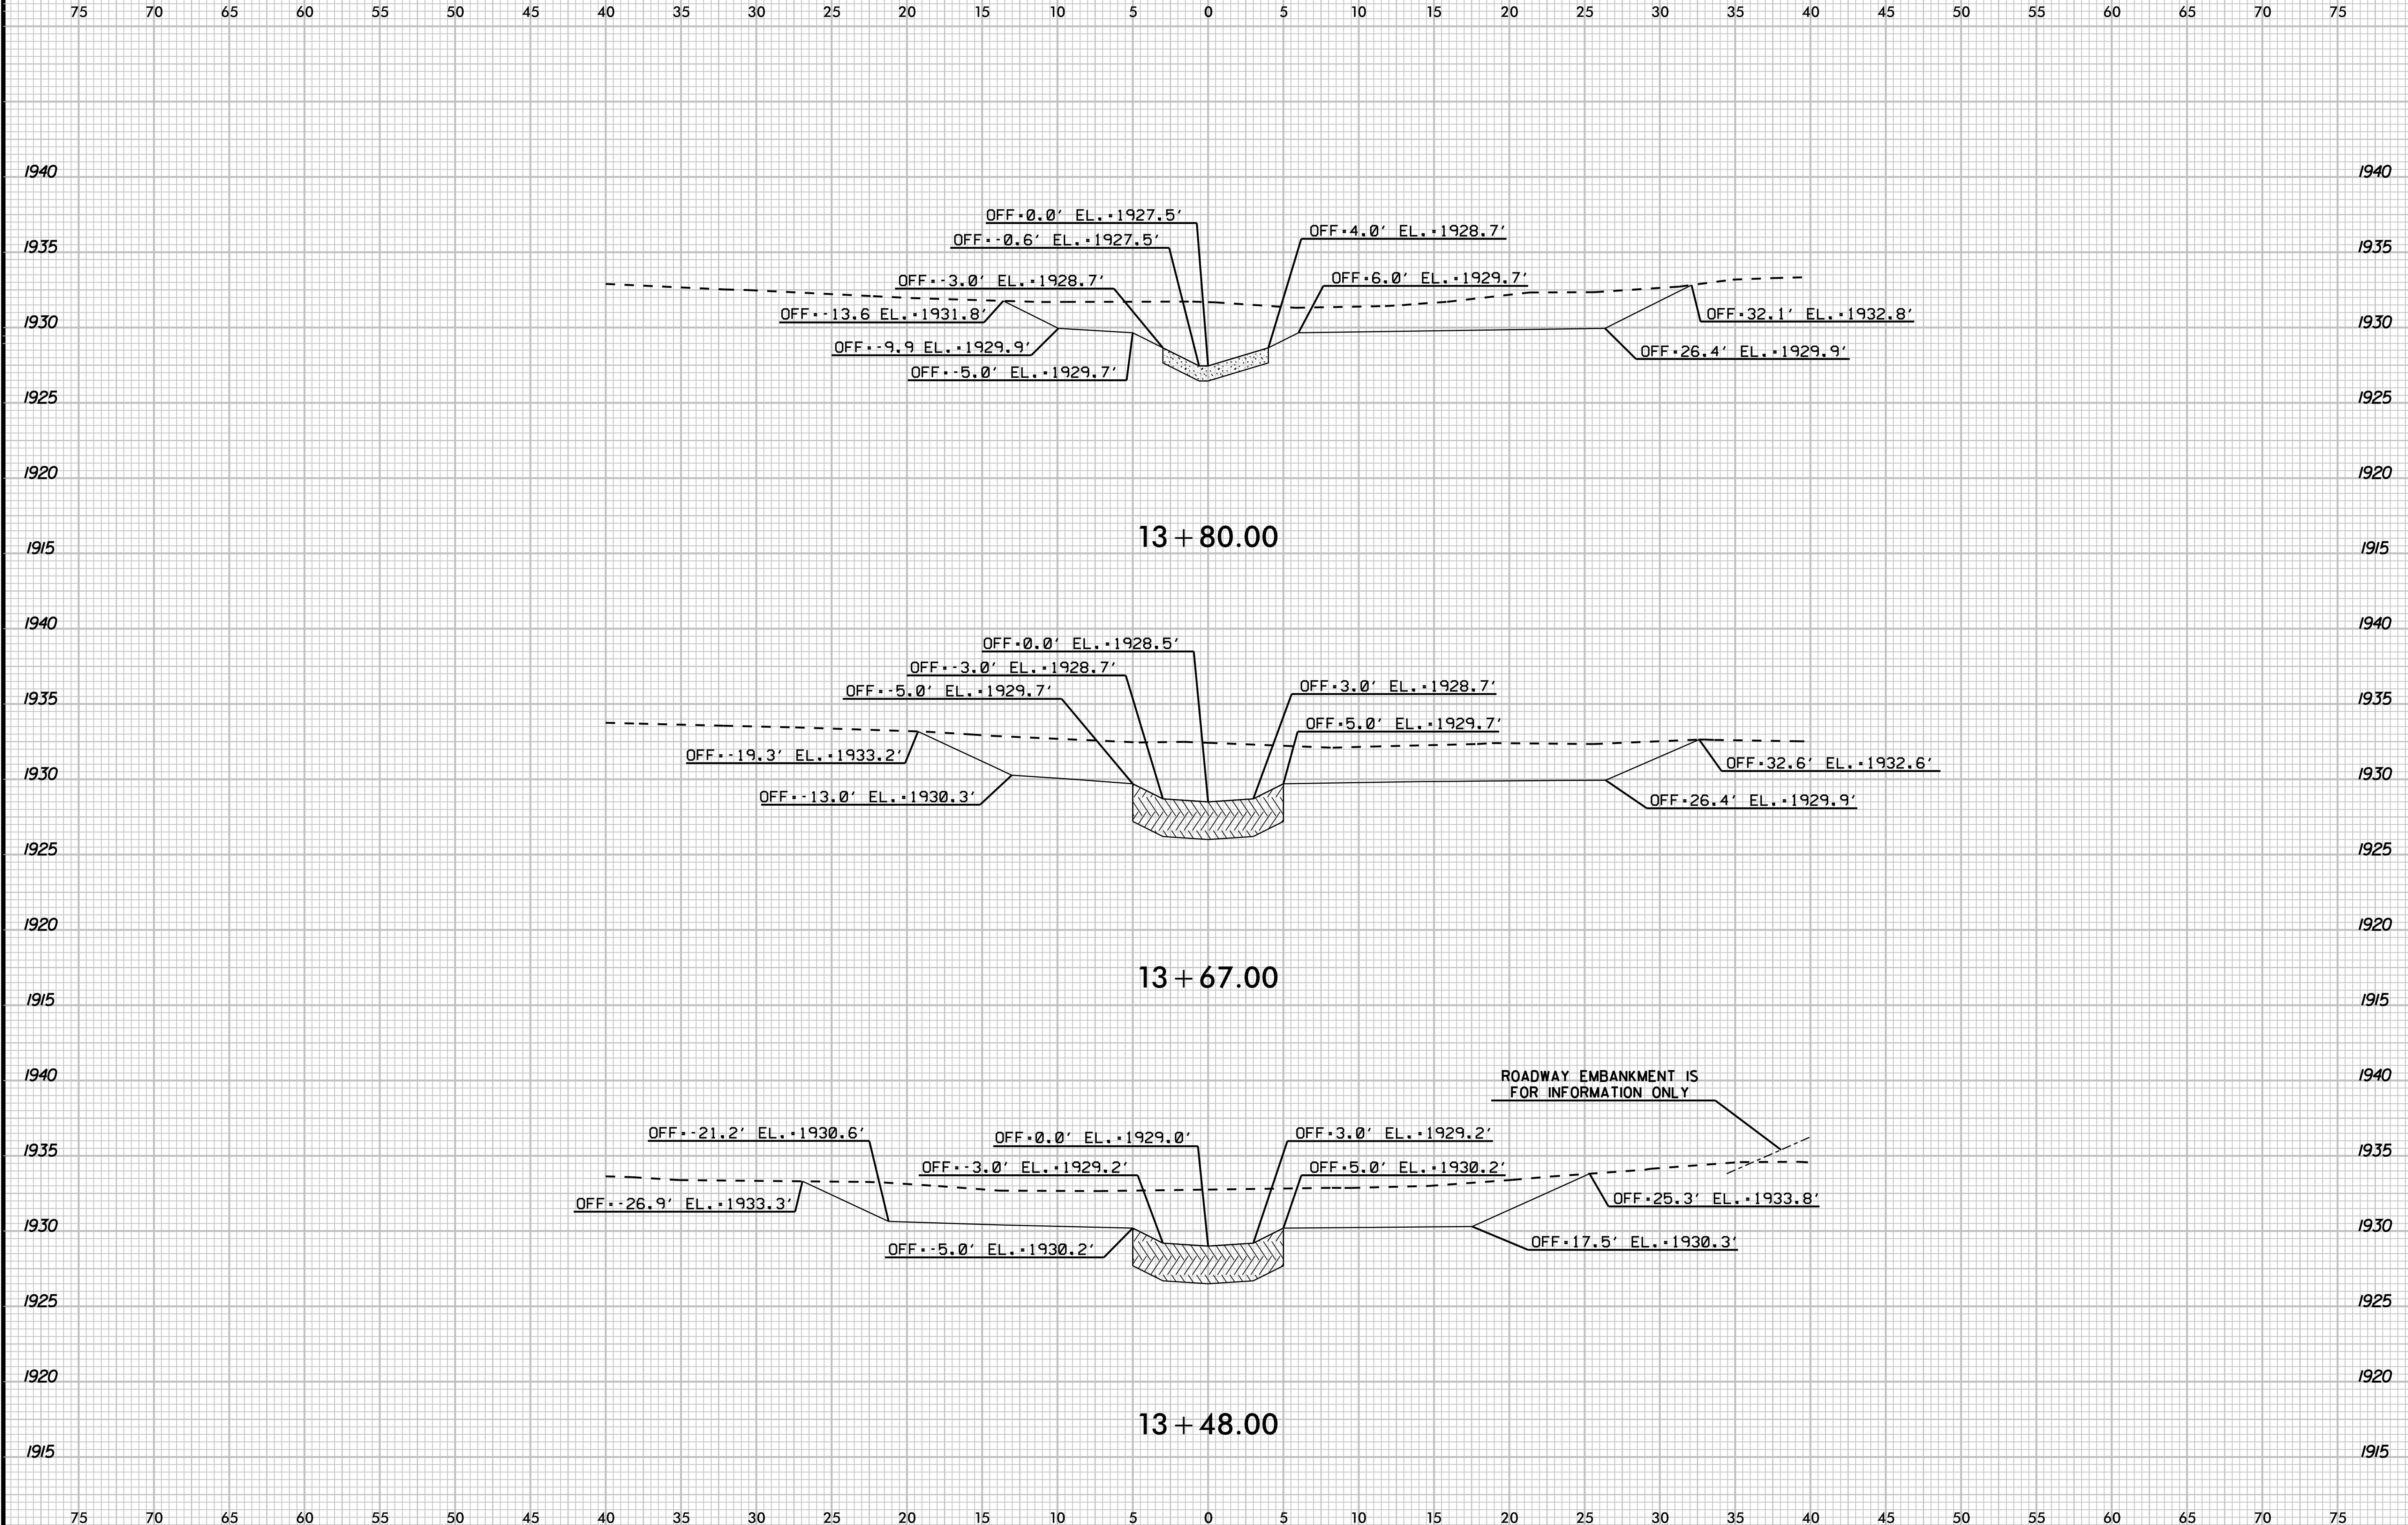 75 70 65 60 55 50 45 40 35 30 25 20 15 10 5 0 5 10 15 20 25 30 35 40 45 50 55 60 65 70 75
1940 1940
OFF=0.0' EL.=1927.5'
OFF=4.0' EL.=1928.7'
OFF=-0.6' EL.=1927.5'
1935 1935
OFF=-3.0' EL.=1928.7'
OFF=6.0' EL.=1929.7'
OFF=-13.6 EL.=1931.8'
OFF=32.1' EL.=1932.8'
1930 1930
OFF=-9.9 EL.=1929.9'
OFF=26.4' EL.=1929.9'
OFF=-5.0' EL.=1929.7'
1925 1925
1920 1920
13+80.00
1915 1915
1940 1940
OFF=0.0' EL.=1928.5'
OFF=-3.0' EL.=1928.7'
OFF=-5.0' EL.=1929.7'
OFF=3.0' EL.=1928.7'
1935 1935
OFF=5.0' EL.=1929.7'
OFF=-19.3' EL.=1933.2'
OFF=32.6' EL.=1932.6'
1930 1930
OFF=-13.0' EL.=1930.3'
OFF=26.4' EL.=1929.9'
1925 1925
1920 1920
13+67.00
1915 1915
1940 1940
ROADWAY EMBANKMENT IS
FOR INFORMATION ONLY
OFF=-21.2' EL.=1930.6'
OFF=0.0' EL.=1929.0'
OFF=3.0' EL.=1929.2'
1935 1935
OFF=-3.0' EL.=1929.2'
OFF=5.0' EL.=1930.2'
OFF=-26.9' EL.=1933.3'
OFF=25.3' EL.=1933.8'
1930 1930
OFF=-5.0' EL.=1930.2'
OFF=17.5' EL.=1930.3'
1925 1925
1920 1920
13+48.00
1915 1915
75 70 65 60 55 50 45 40 35 30 25 20 15 10 5 0 5 10 15 20 25 30 35 40 45 50 55 60 65 70 75